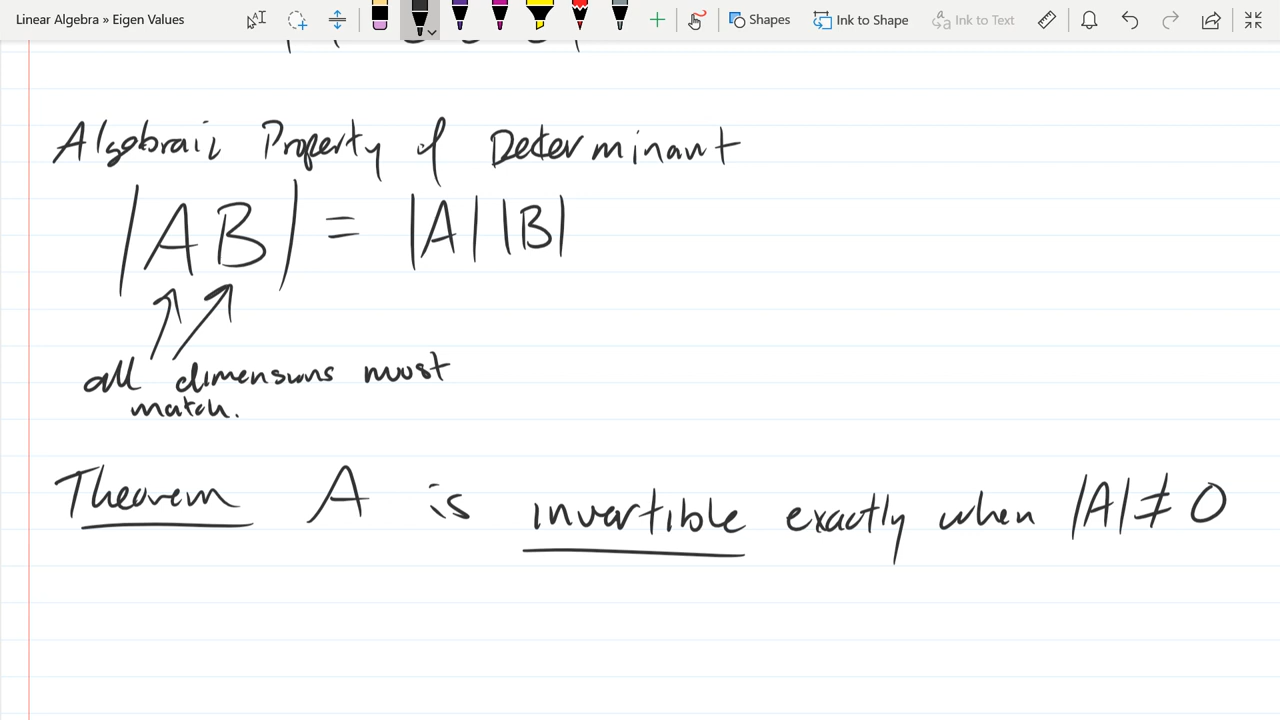 Linear Algebra » Eigen Values
Shapes
Ink to Shape
Ink to Text
Algebraic Property of Determinant
|AB| = |A| |B|
all dimensions must
match.
Theorem A is invertible exactly when |A| ≠ 0